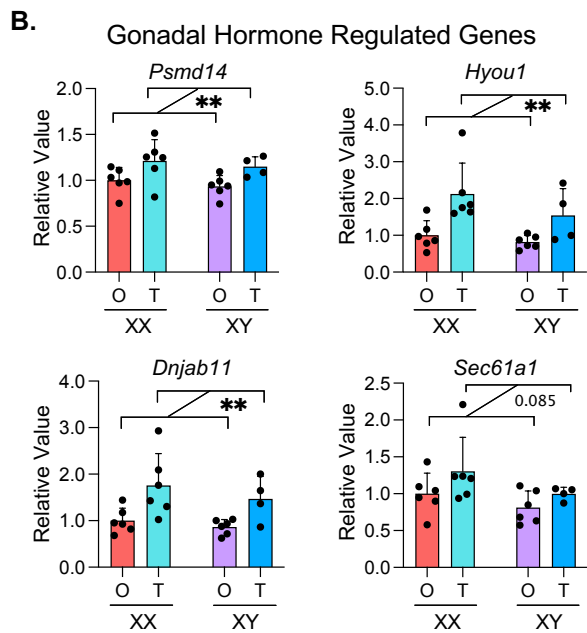 B.
Gonadal Hormone Regulated Genes
Psmd14
Relative Value
2.0
1.5
1.0
0.5
0.0
**
O T O T
XX XY
Hyou1
Relative Value
5.0
4.0
3.0
2.0
1.0
0.0
**
O T O T
XX XY
Dnjab11
Relative Value
4.0
3.0
2.0
1.0
0.0
**
O T O T
XX XY
Sec61a1
Relative Value
2.5
2.0
1.5
1.0
0.5
0.0
0.085
O T O T
XX XY